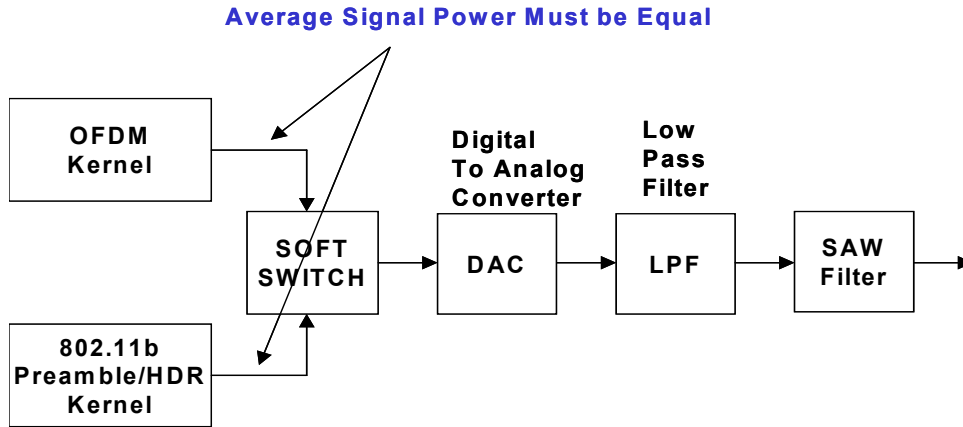 Average Signal Power Must be Equal
OFDM
Kernel
Digital
To Analog
Converter
Low
Pass
Filter
SOFT
SWITCH
DAC
LPF
SAW
Filter
802.11b
Preamble/HDR
Kernel